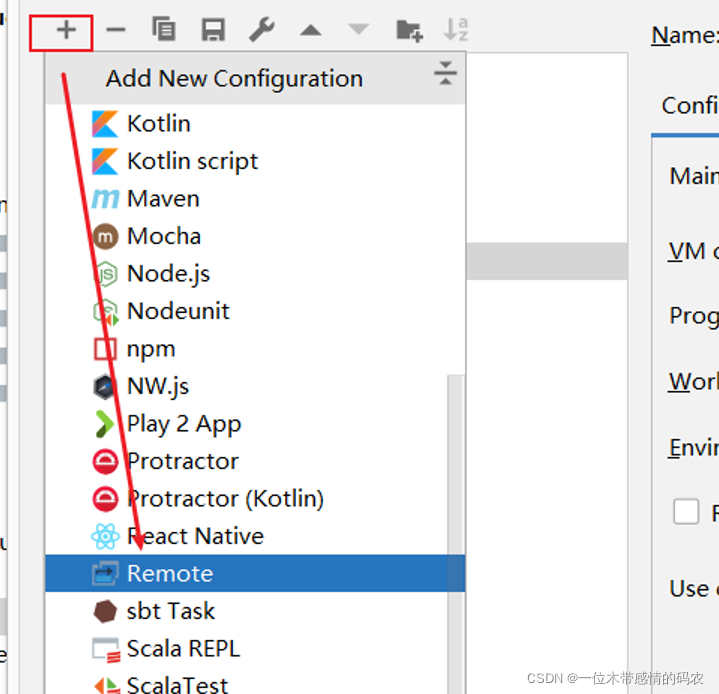 Name:
Add New Configuration
Confi
Kotlin
Kotlin script
Main
Maven
Mocha
VM o
Node.js
Nodeunit
Prog
npm
NW.js
Work
Play 2 App
Envir
Protractor
Protractor (Kotlin)
React Native
Remote
Use c
sbt Task
Scala REPL
ScalaTest
CSDN @一位木带感情的码农